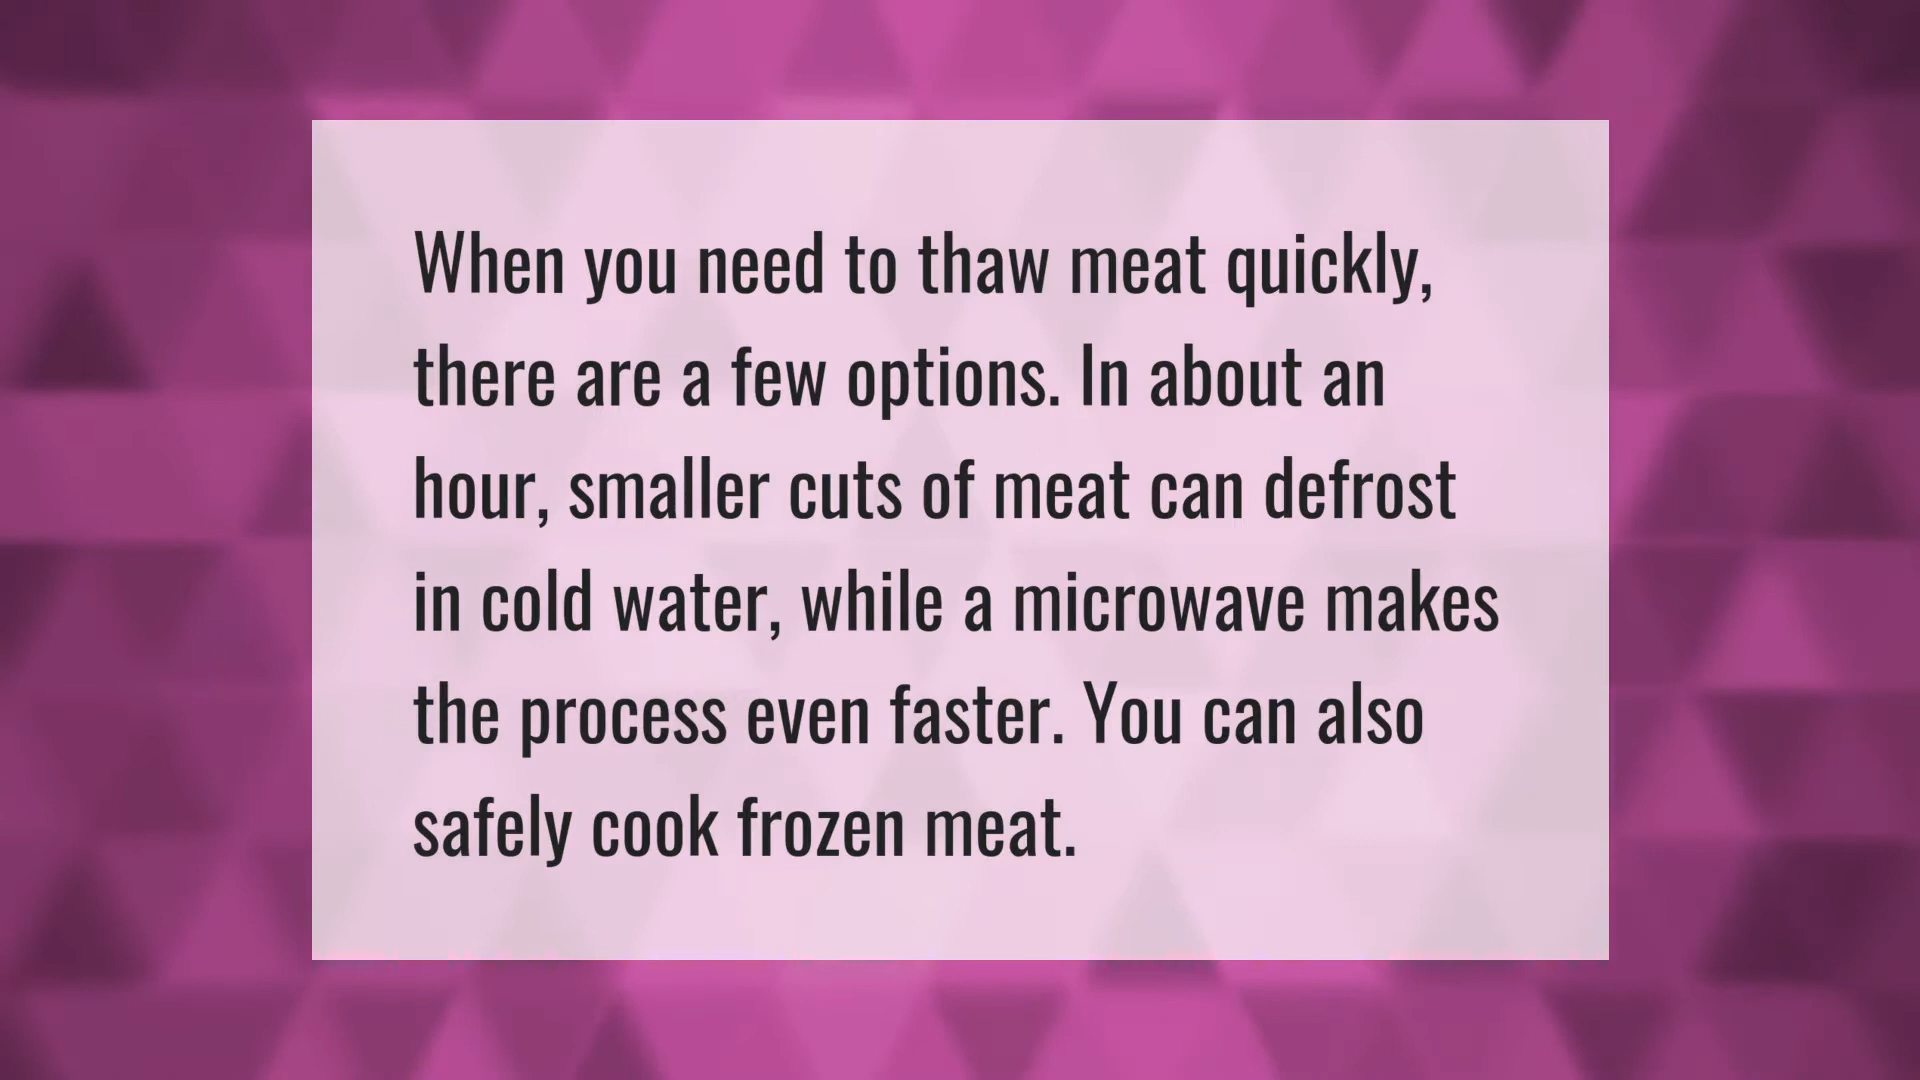 When you need to thaw meat quickly,
there are a few options. In about an
hour, smaller cuts of meat can defrost
in cold water, while a microwave makes
the process even faster. You can also
safely cook frozen meat.